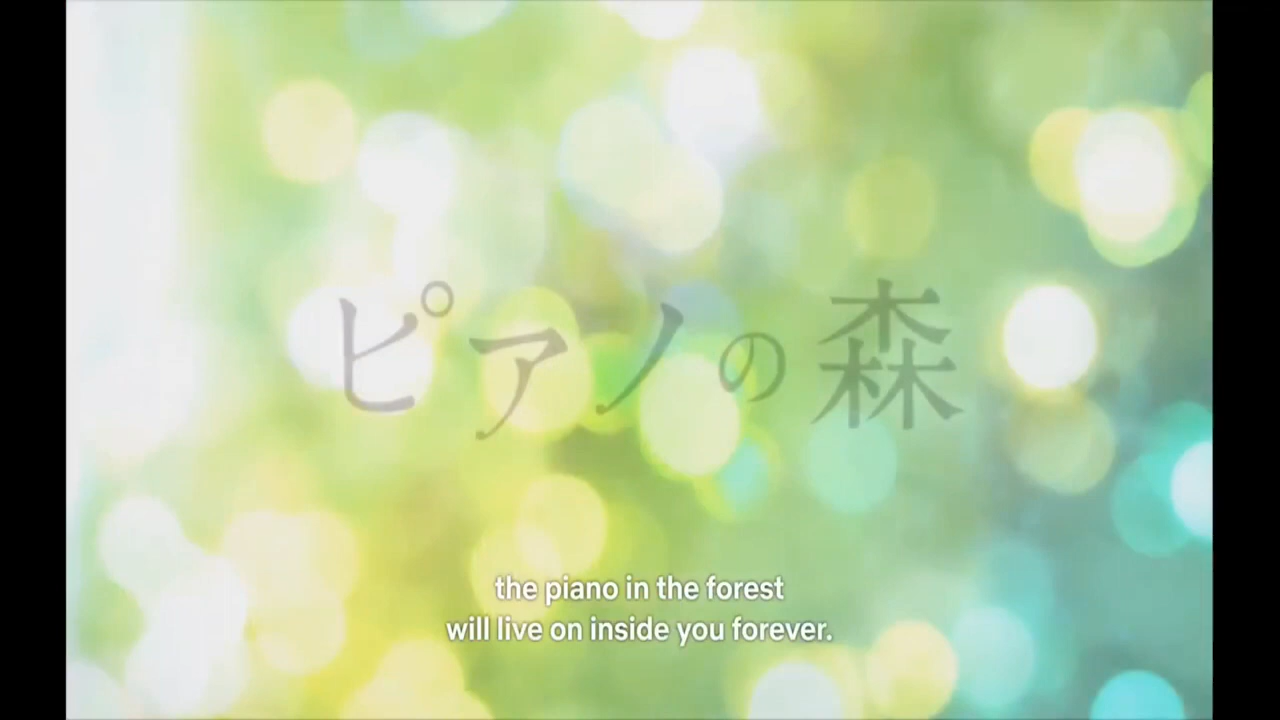 ピアノの森
the piano in the forest
will live on inside you forever.